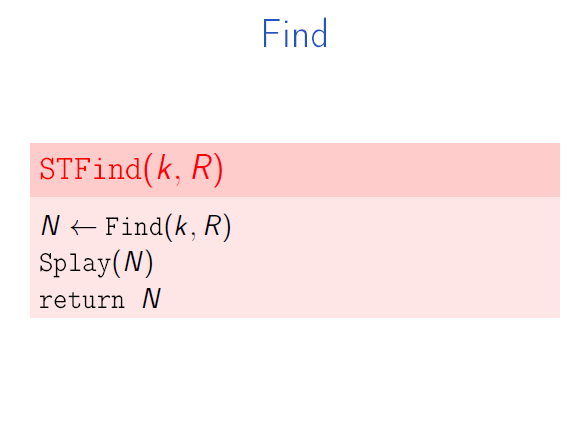 Find
STFind(k, R)
N ← Find(k, R)
Splay(N)
return N